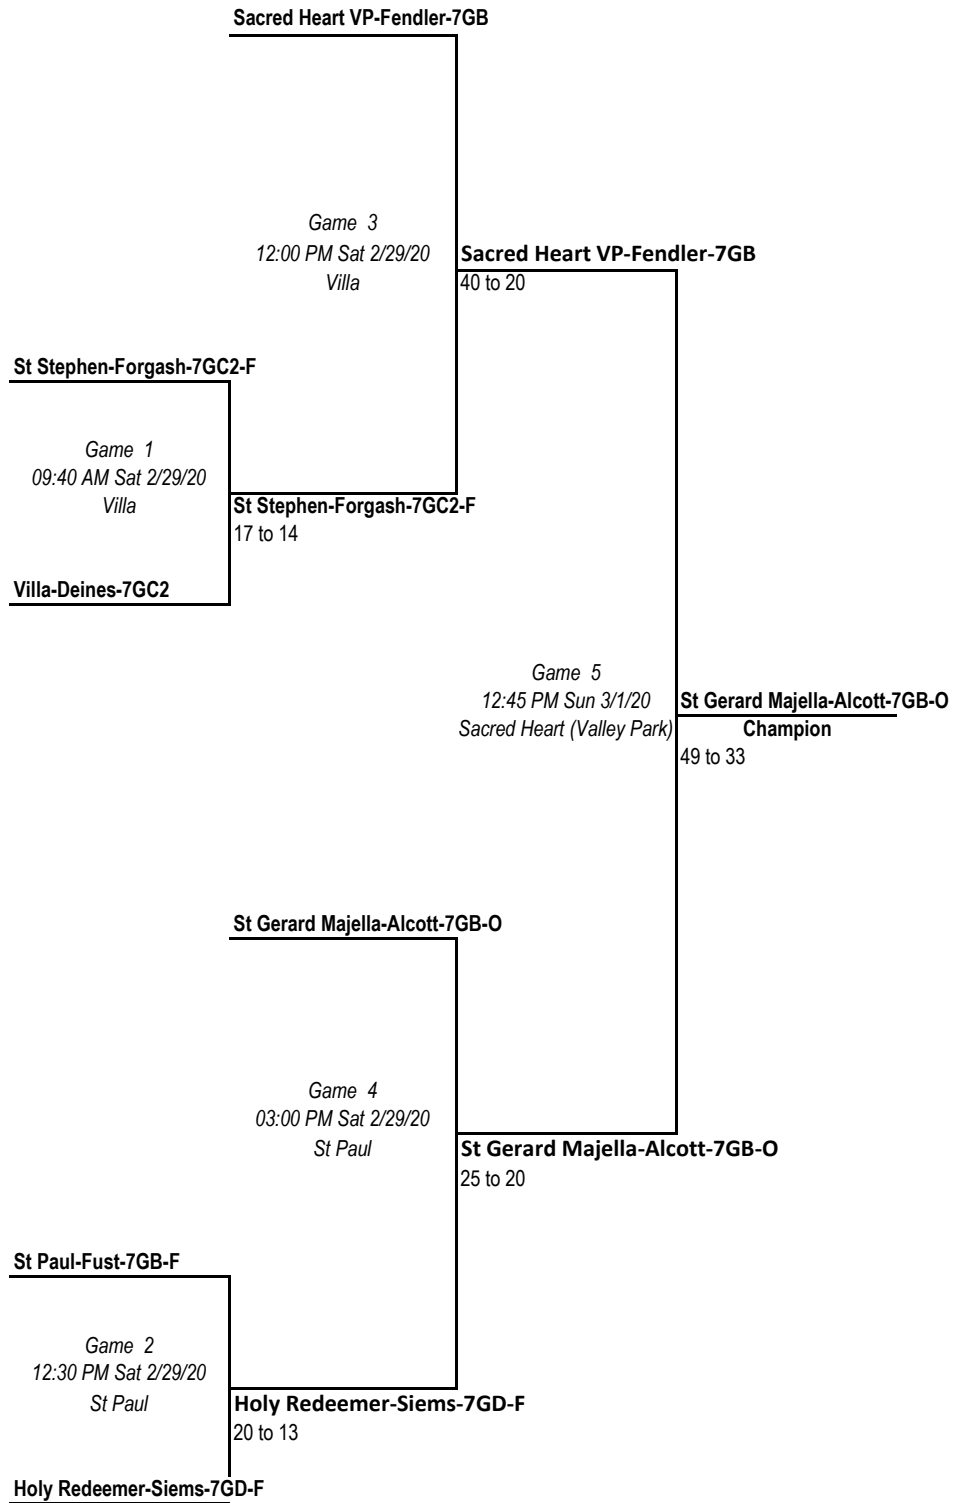 Sacred Heart VP-Fendler-7GB
Game 3
12:00 PM Sat 2/29/20
Villa
Sacred Heart VP-Fendler-7GB
40 to 20
St Stephen-Forgash-7GC2-F
Game 1
09:40 AM Sat 2/29/20
Villa
St Stephen-Forgash-7GC2-F
17 to 14
Villa-Deines-7GC2
Game 5
12:45 PM Sun 3/1/20
Sacred Heart (Valley Park)
St Gerard Majella-Alcott-7GB-O
Champion
49 to 33
St Gerard Majella-Alcott-7GB-O
Game 4
03:00 PM Sat 2/29/20
St Paul
St Gerard Majella-Alcott-7GB-O
25 to 20
St Paul-Fust-7GB-F
Game 2
12:30 PM Sat 2/29/20
St Paul
Holy Redeemer-Siems-7GD-F
20 to 13
Holy Redeemer-Siems-7GD-F